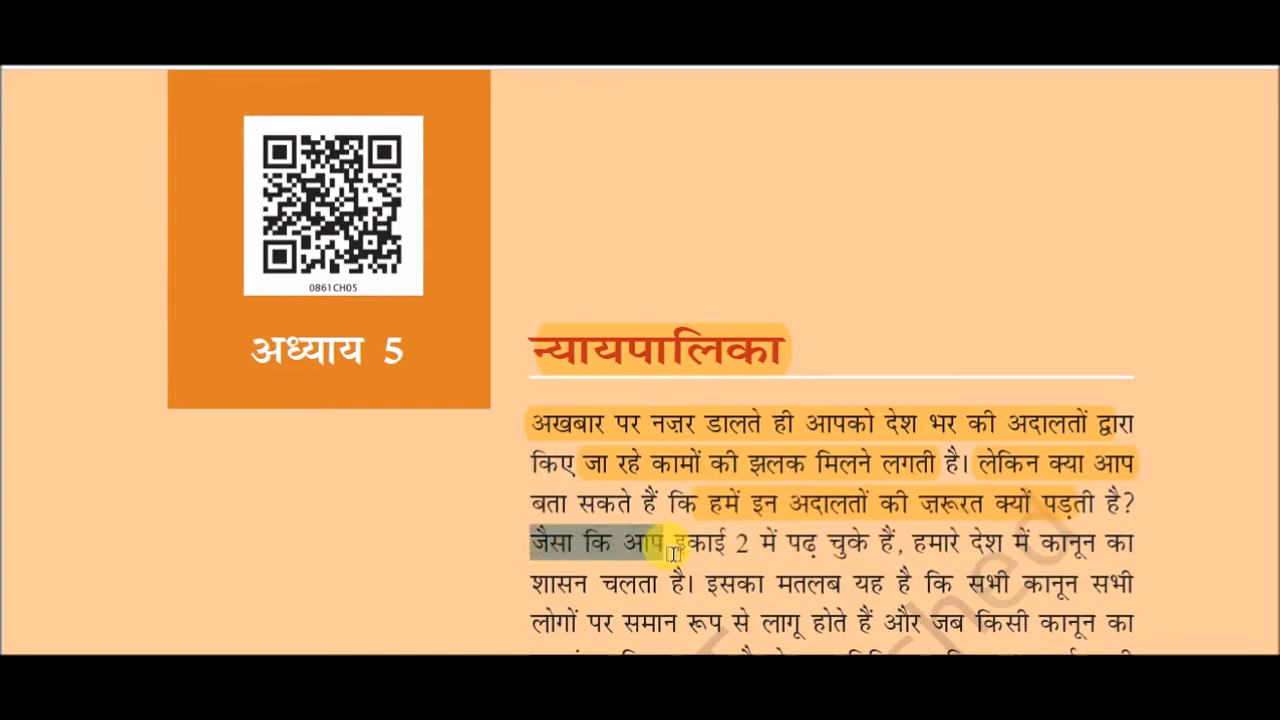 0861CH05
अध्याय 5
न्यायपालिका
अखबार पर नज़र डालते ही आपको देश भर की अदालतों द्वारा
किए जा रहे कामों की झलक मिलने लगती है। लेकिन क्या आप
बता सकते हैं कि हमें इन अदालतों की ज़रूरत क्यों पड़ती है?
जैसा कि आप इकाई 2 में पढ़ चुके हैं, हमारे देश में कानून का
शासन चलता है। इसका मतलब यह है कि सभी कानून सभी
लोगों पर समान रूप से लागू होते हैं और जब किसी कानून का